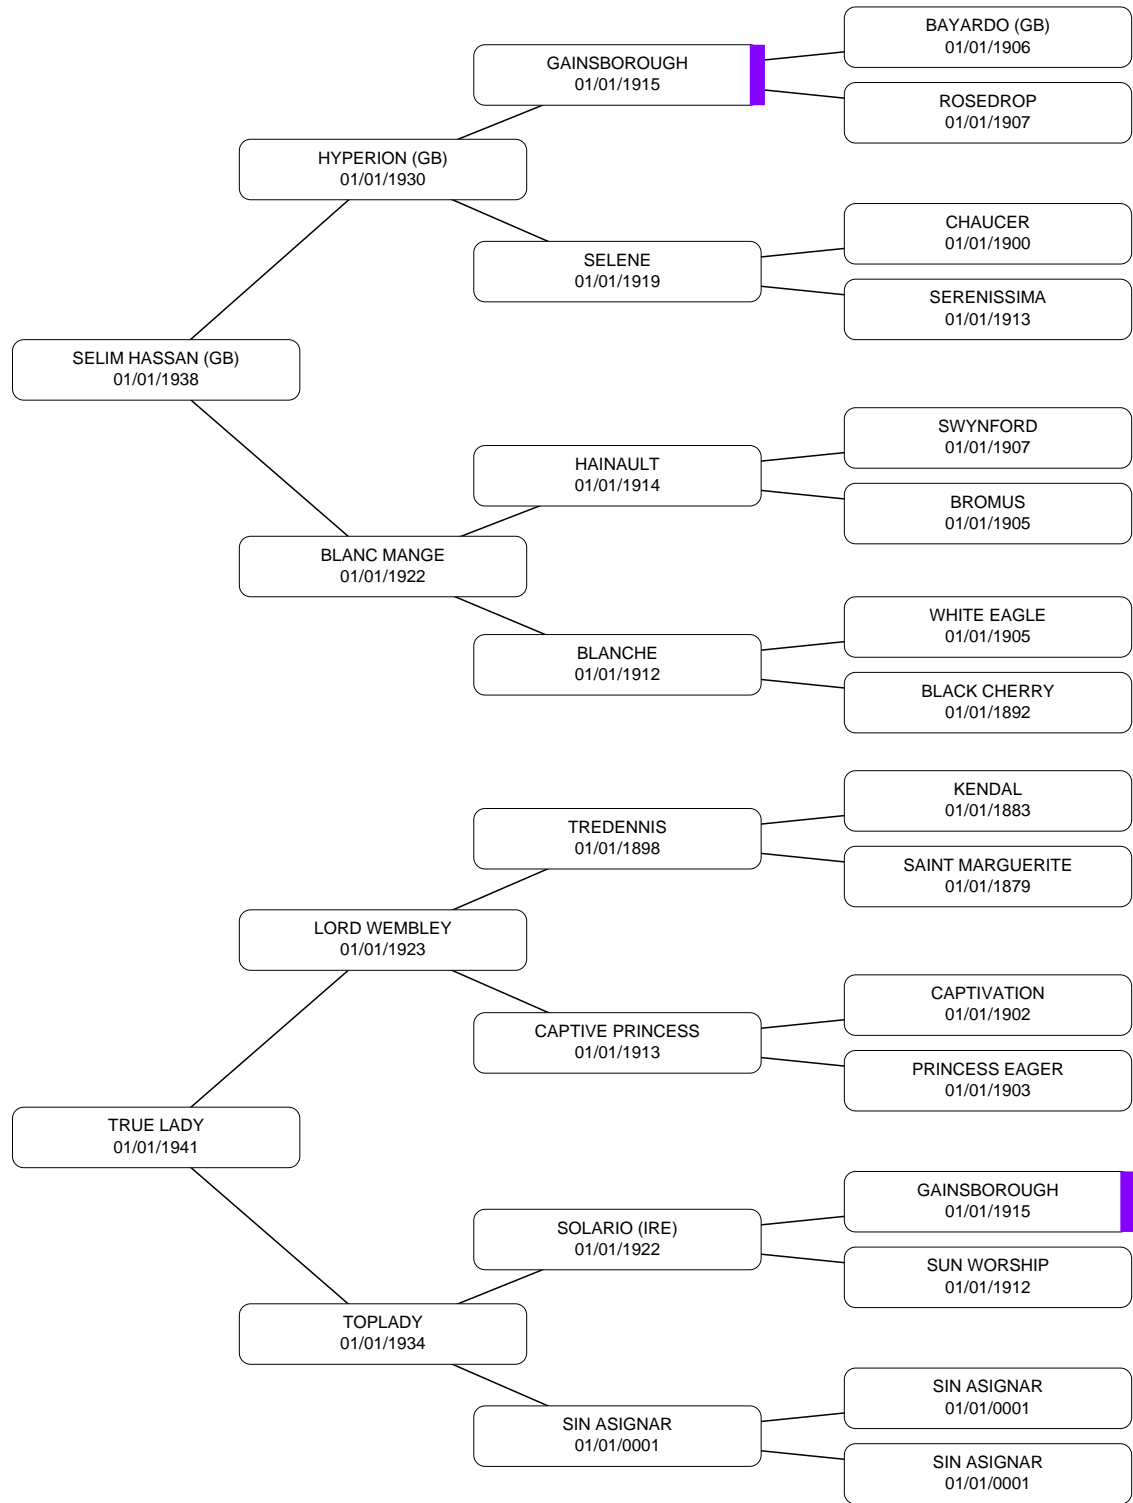 BAYARDO (GB)
01/01/1906
GAINSBOROUGH
01/01/1915
ROSEDROP
01/01/1907
HYPERION (GB)
01/01/1930
CHAUCER
01/01/1900
SELENE
01/01/1919
SERENISSIMA
01/01/1913
SELIM HASSAN (GB)
01/01/1938
SWYNFORD
01/01/1907
HAINAULT
01/01/1914
BROMUS
01/01/1905
BLANC MANGE
01/01/1922
WHITE EAGLE
01/01/1905
BLANCHE
01/01/1912
BLACK CHERRY
01/01/1892
KENDAL
01/01/1883
TREDENNIS
01/01/1898
SAINT MARGUERITE
01/01/1879
LORD WEMBLEY
01/01/1923
CAPTIVATION
01/01/1902
CAPTIVE PRINCESS
01/01/1913
PRINCESS EAGER
01/01/1903
TRUE LADY
01/01/1941
GAINSBOROUGH
01/01/1915
SOLARIO (IRE)
01/01/1922
SUN WORSHIP
01/01/1912
TOPLADY
01/01/1934
SIN ASIGNAR
01/01/0001
SIN ASIGNAR
01/01/0001
SIN ASIGNAR
01/01/0001